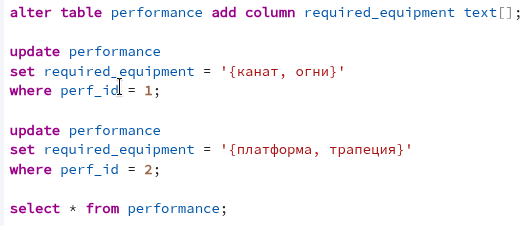 alter table performance add column required_equipment text[];
update performance
set required_equipment = '{канат, огни}'
where perf_id = 1;
update performance
set required_equipment = '{платформа, трапеция}'
where perf_id = 2;
select * from performance;